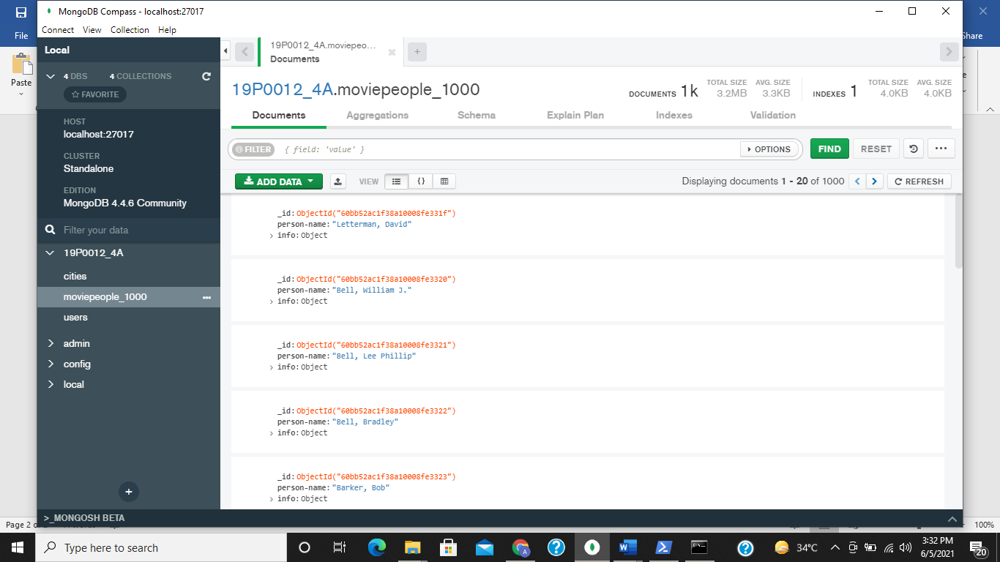 MongoDB Compass - localhost:27017
File
Share
Connect View Collection Help
Paste
Local
4 DBS 4 COLLECTIONS
FAVORITE
HOST
localhost:27017
CLUSTER
Standalone
EDITION
MongoDB 4.4.6 Community
Filter your data
19P0012_4A
cities
moviepeople_1000
users
admin
config
local
>_MONGOSH BETA
19P0012_4A.moviepeo...
Documents
19P0012_4A.moviepeople_1000
DOCUMENTS 1k TOTAL SIZE 3.2MB AVG. SIZE 3.3KB INDEXES 1 TOTAL SIZE 4.0KB AVG. SIZE 4.0KB
Documents Aggregations Schema Explain Plan Indexes Validation
FILTER { field: 'value' } OPTIONS FIND RESET
ADD DATA VIEW {} Displaying documents 1 - 20 of 1000 REFRESH
_id: ObjectId("60bb52ac1f38a10008fe331f")
person-name: "Letterman, David"
info: Object
_id: ObjectId("60bb52ac1f38a10008fe3320")
person-name: "Bell, William J."
info: Object
_id: ObjectId("60bb52ac1f38a10008fe3321")
person-name: "Bell, Lee Phillip"
info: Object
_id: ObjectId("60bb52ac1f38a10008fe3322")
person-name: "Bell, Bradley"
info: Object
_id: ObjectId("60bb52ac1f38a10008fe3323")
person-name: "Barker, Bob"
info: Object
Page 2 o
100%
Type here to search
34°C
3:32 PM
6/5/2021
20